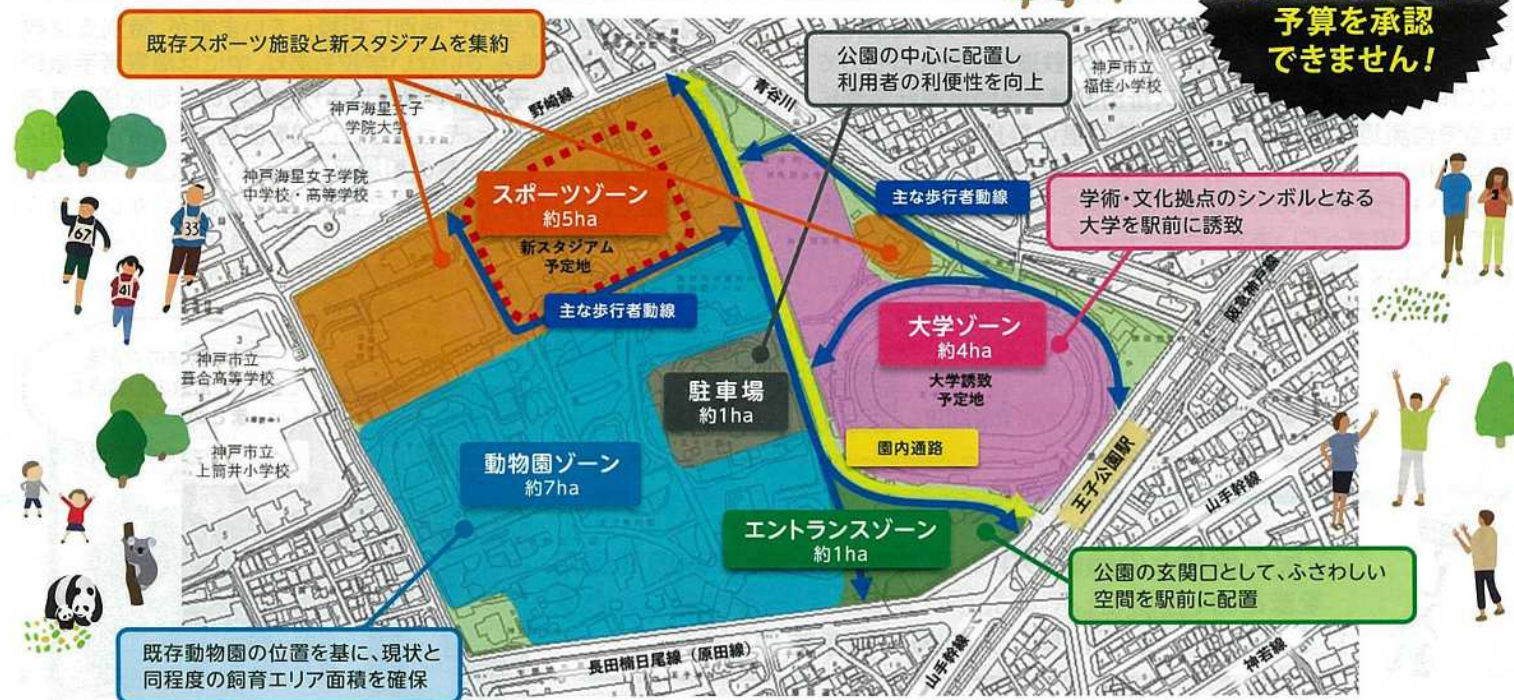 予算を承認
できません!
既存スポーツ施設と新スタジアムを集約
公園の中心に配置し
利用者の利便性を向上
神戸市立
福住小学校
神戸海星女子
学院大学
野崎線
青谷川
神戸海星女子学院
中学校・高等学校
スポーツゾーン
約5ha
新スタジアム
予定地
主な歩行者動線
学術・文化拠点のシンボルとなる
大学を駅前に誘致
67
33
41
主な歩行者動線
阪急神戸線
大学ゾーン
約4ha
大学誘致
予定地
神戸市立
葺合高等学校
駐車場
約1ha
神戸市立
上筒井小学校
動物園ゾーン
約7ha
園内通路
王子公園駅
山手幹線
エントランスゾーン
約1ha
公園の玄関口として、ふさわしい
空間を駅前に配置
既存動物園の位置を基に、現状と
同程度の飼育エリア面積を確保
長田楠日尾線(原田線)
山手幹線
神若線